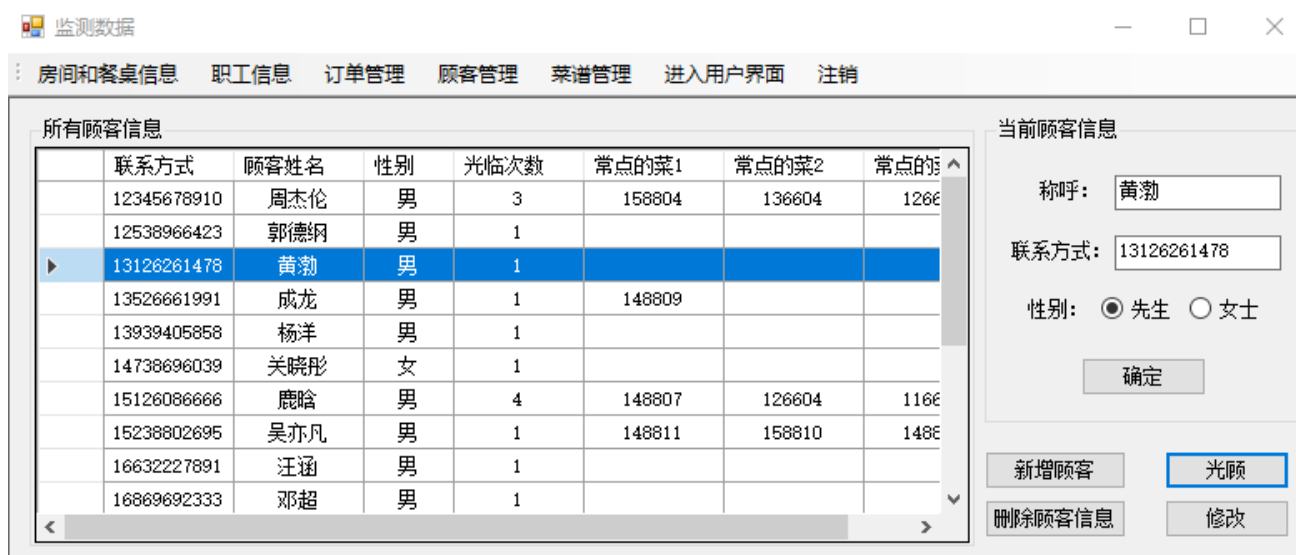 监测数据
房间和餐桌信息 职工信息 订单管理 顾客管理 菜谱管理 进入用户界面 注销
所有顾客信息
联系方式 顾客姓名 性别 光临次数 常点的菜1 常点的菜2 常点的
12345678910 周杰伦 男 3 158804 136604 126
12538966423 郭德纲 男 1
13126261478 黄渤 男 1
13526661991 成龙 男 1 148809
13939405858 杨洋 男 1
14738696039 关晓彤 女 1
15126086666 鹿晗 男 4 148807 126604 116
15238802695 吴亦凡 男 1 148811 158810 148
16632227891 汪涵 男 1
16869692333 邓超 男 1
当前顾客信息
称呼： 黄渤
联系方式： 13126261478
性别： 先生 女士
确定
新增顾客 光顾
删除顾客信息 修改